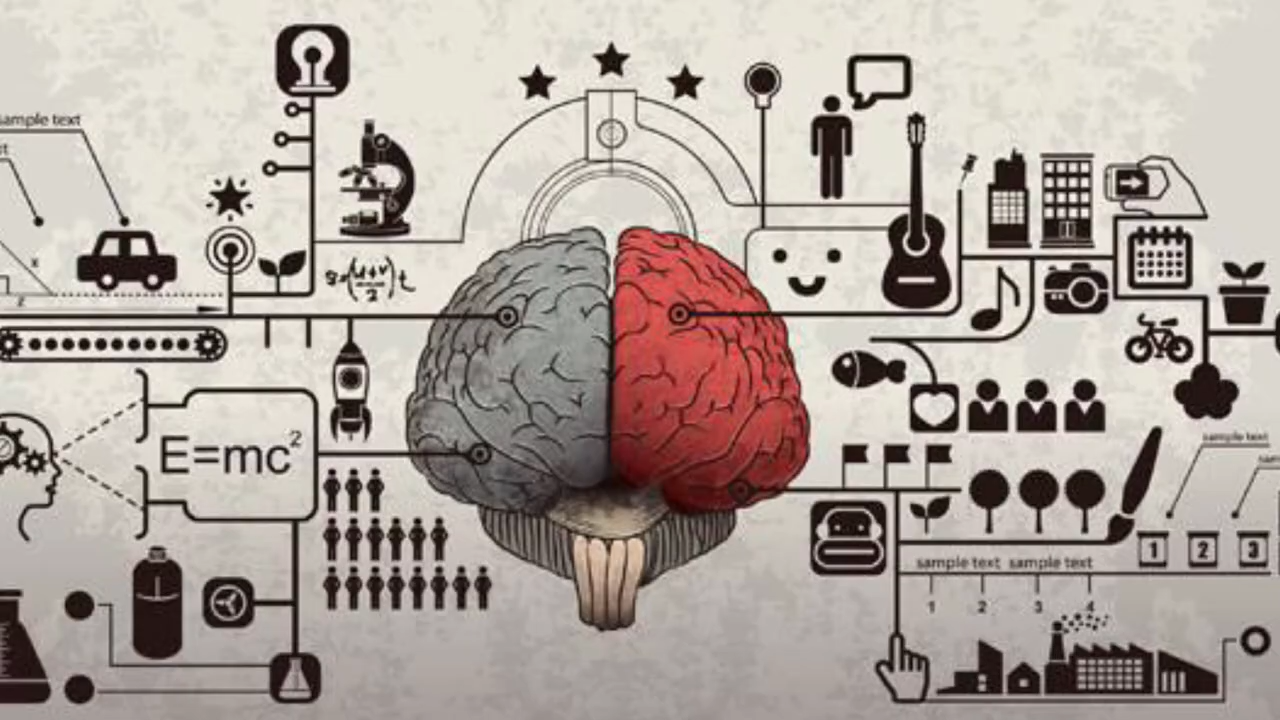 sample text
x
z
E=mc²
sample text
1 2 3
sample text sample text
1 2 3 4